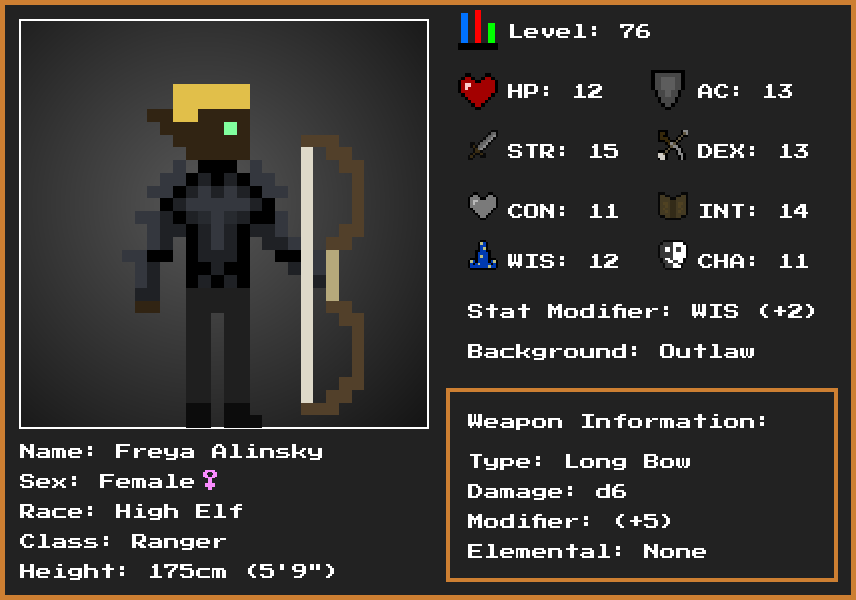 Level: 76
HP: 12 AC: 13
STR: 15 DEX: 13
CON: 11 INT: 14
WIS: 12 CHA: 11
Stat Modifier: WIS (+2)
Background: Outlaw
Weapon Information:
Type: Long Bow
Damage: d6
Modifier: (+5)
Elemental: None
Name: Freya Alinsky
Sex: Female♀
Race: High Elf
Class: Ranger
Height: 175cm (5'9")